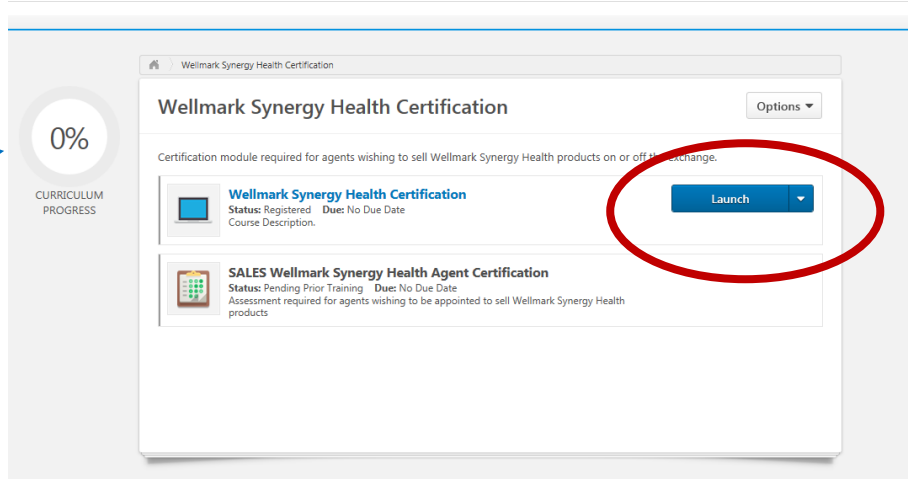 Wellmark Synergy Health Certification
0%
CURRICULUM
PROGRESS
Wellmark Synergy Health Certification
Options
Certification module required for agents wishing to sell Wellmark Synergy Health products on or off the exchange.
Wellmark Synergy Health Certification
Status: Registered Due: No Due Date
Course Description.
Launch
SALES Wellmark Synergy Health Agent Certification
Status: Pending Prior Training Due: No Due Date
Assessment required for agents wishing to be appointed to sell Wellmark Synergy Health
products